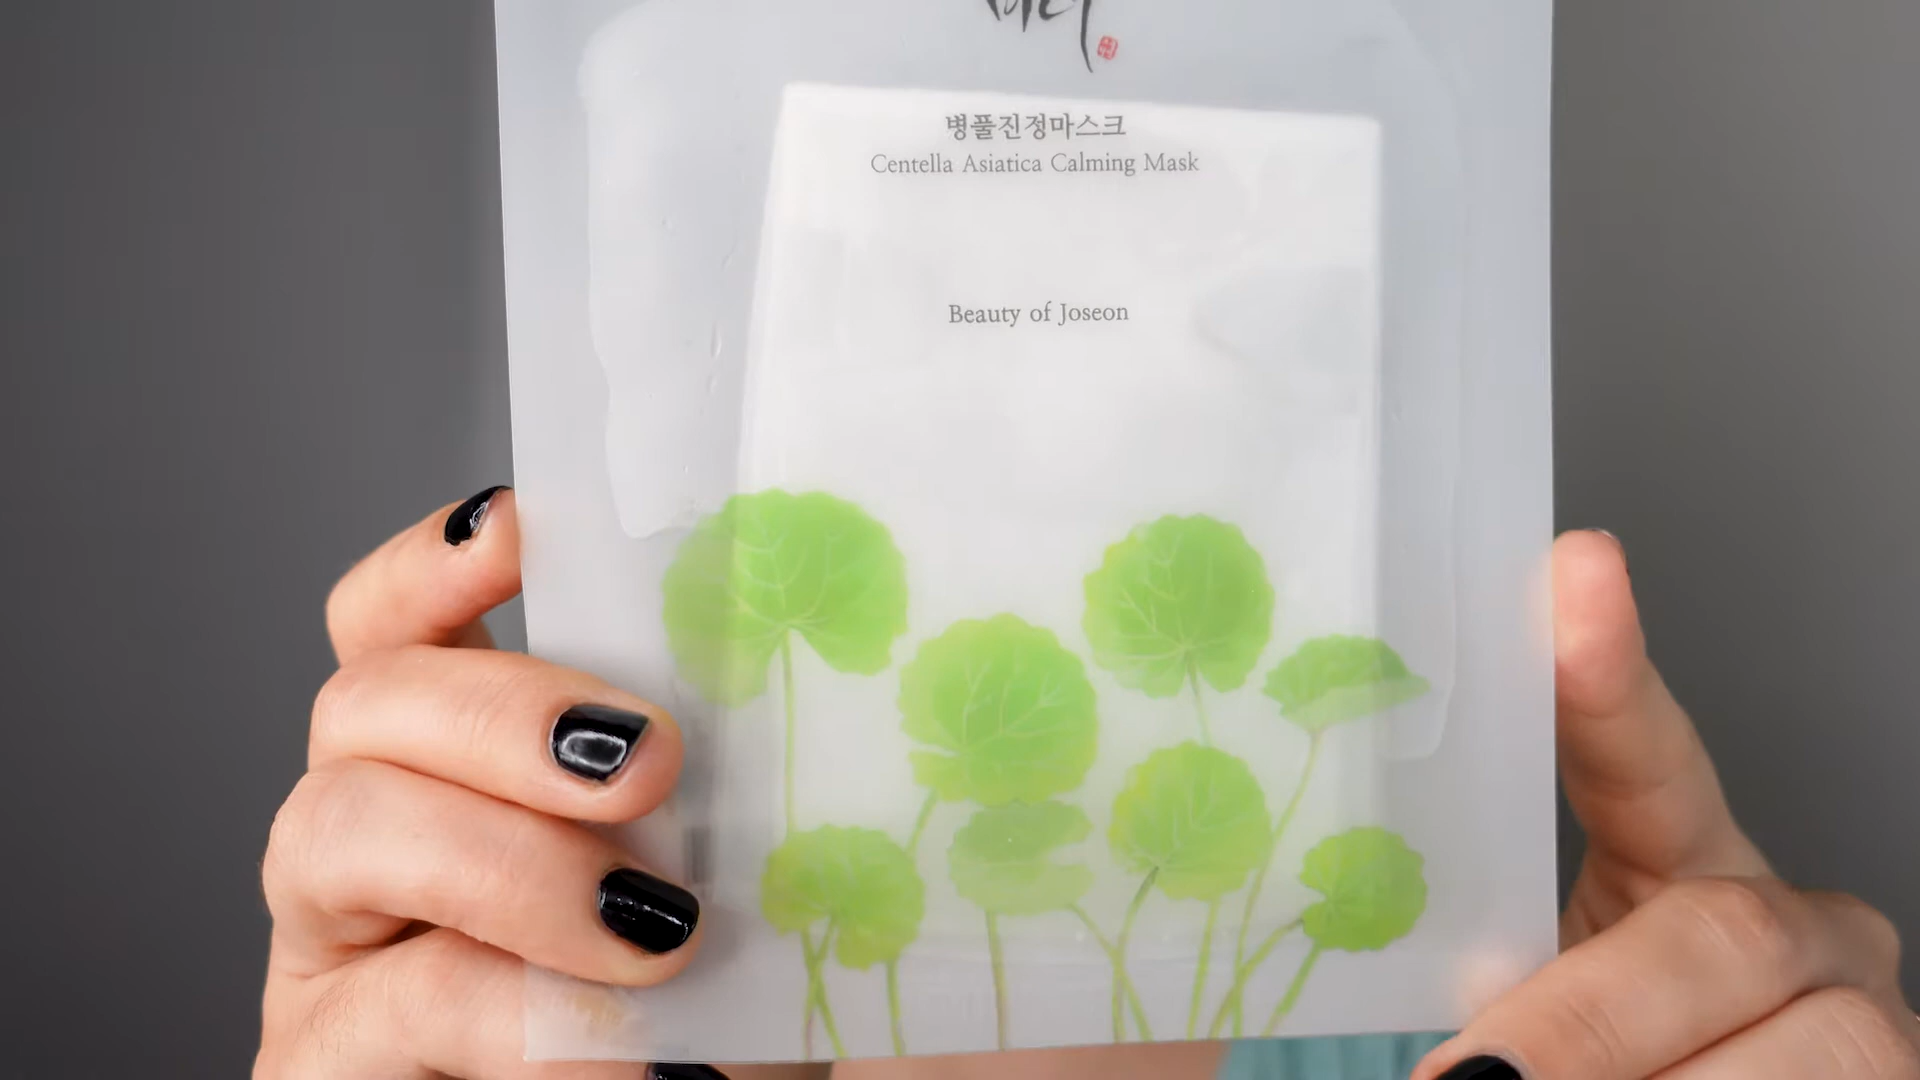 병풀진정마스크
Centella Asiatica Calming Mask
Beauty of Joseon